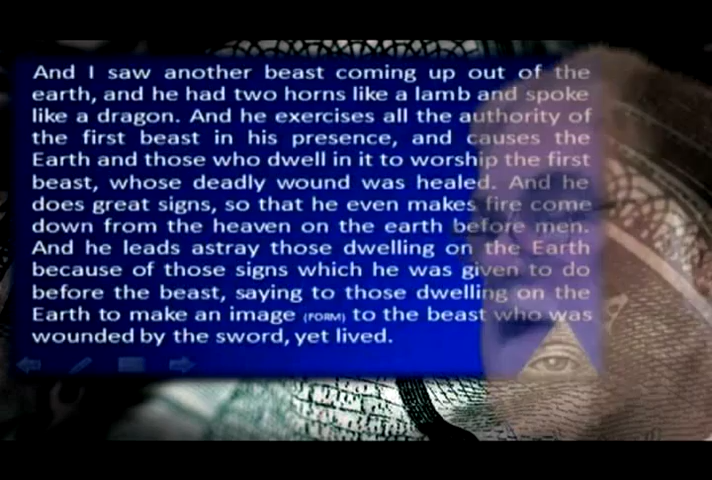 And I saw another beast coming up out of the
earth, and he had two horns like a lamb and spoke
like a dragon. And he exercises all the authority of
the first beast in his presence, and causes the
Earth and those who dwell in it to worship the first
beast, whose deadly wound was healed. And he
does great signs, so that he even makes fire come
down from the heaven on the earth before men.
And he leads astray those dwelling on the Earth
because of those signs which he was given to do
before the beast, saying to those dwelling on the
Earth to make an image (FORM) to the beast who was
wounded by the sword, yet lived.